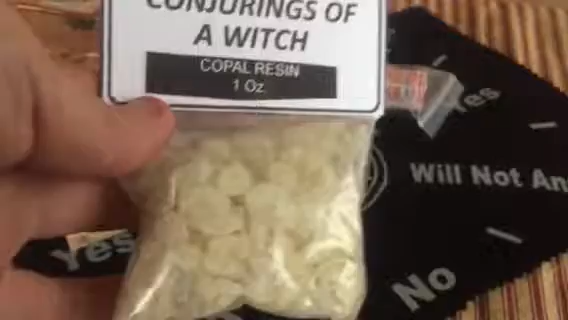 CONJURINGS OF
A WITCH
COPAL RESIN
1 Oz.
Yes
Will Not An
Yes
No